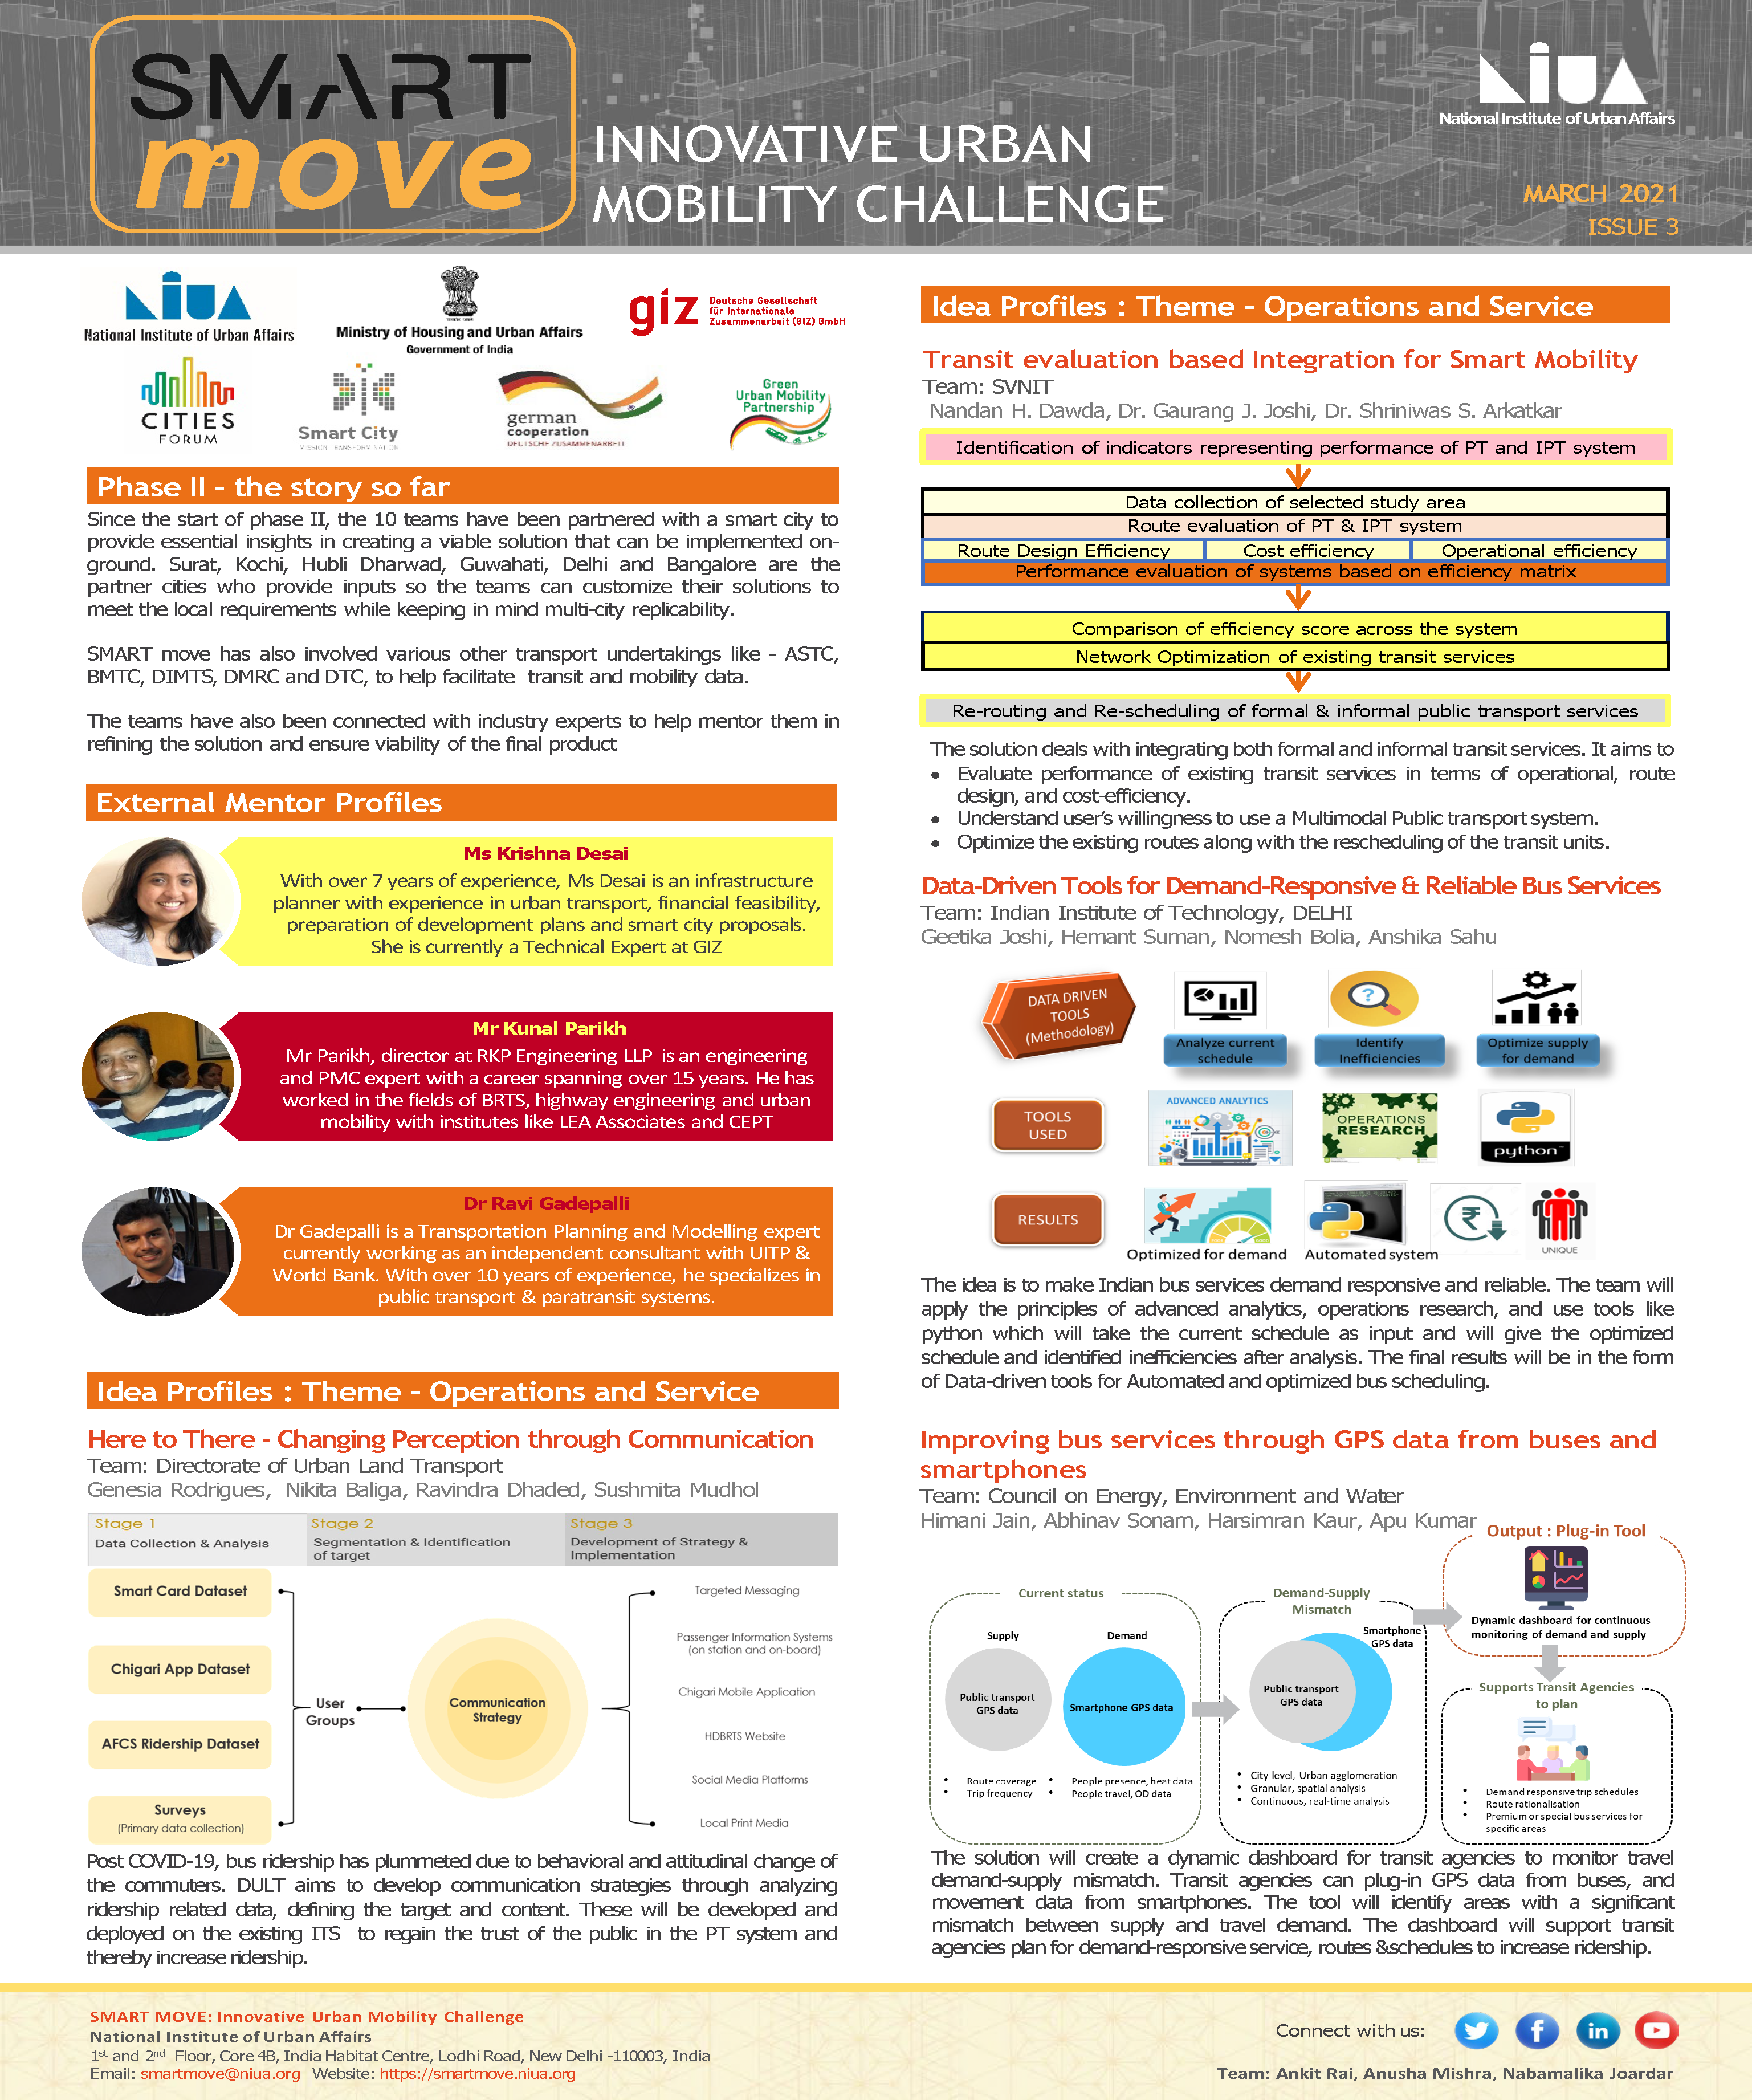 SMART
move
INNOVATIVE URBAN
MOBILITY CHALLENGE
NIUA
National Institute of Urban Affairs
MARCH 2021
ISSUE 3
NIUA
National Institute of Urban Affairs
Ministry of Housing and Urban Affairs
Government of India
giz
Deutsche Gesellschaft
für Internationale
Zusammenarbeit (GIZ) GmbH
CITIES
FORUM
Smart City
MISSION TRANSFORMATION
german
cooperation
DEUTSCHE ZUSAMMENARBEIT
Green
Urban Mobility
Partnership
Phase II - the story so far
Since the start of phase II, the 10 teams have been partnered with a smart city to
provide essential insights in creating a viable solution that can be implemented on-
ground. Surat, Kochi, Hubli Dharwad, Guwahati, Delhi and Bangalore are the
partner cities who provide inputs so the teams can customize their solutions to
meet the local requirements while keeping in mind multi-city replicability.
SMART move has also involved various other transport undertakings like - ASTC,
BMTC, DIMTS, DMRC and DTC, to help facilitate transit and mobility data.
The teams have also been connected with industry experts to help mentor them in
refining the solution and ensure viability of the final product
External Mentor Profiles
Ms Krishna Desai
With over 7 years of experience, Ms Desai is an infrastructure
planner with experience in urban transport, financial feasibility,
preparation of development plans and smart city proposals.
She is currently a Technical Expert at GIZ
Mr Kunal Parikh
Mr Parikh, director at RKP Engineering LLP is an engineering
and PMC expert with a career spanning over 15 years. He has
worked in the fields of BRTS, highway engineering and urban
mobility with institutes like LEA Associates and CEPT
Dr Ravi Gadepalli
Dr Gadepalli is a Transportation Planning and Modelling expert
currently working as an independent consultant with UITP &
World Bank. With over 10 years of experience, he specializes in
public transport & paratransit systems.
Idea Profiles : Theme - Operations and Service
Here to There - Changing Perception through Communication
Team: Directorate of Urban Land Transport
Genesia Rodrigues, Nikita Baliga, Ravindra Dhaded, Sushmita Mudhol
Stage 1
Data Collection & Analysis
Stage 2
Segmentation & Identification
of target
Stage 3
Development of Strategy &
Implementation
Smart Card Dataset
Chigari App Dataset
AFCS Ridership Dataset
Surveys
(Primary data collection)
User
Groups
Communication
Strategy
Targeted Messaging
Passenger Information Systems
(on station and on-board)
Chigari Mobile Application
HDBRTS Website
Social Media Platforms
Local Print Media
Post COVID-19, bus ridership has plummeted due to behavioral and attitudinal change of
the commuters. DULT aims to develop communication strategies through analyzing
ridership related data, defining the target and content. These will be developed and
deployed on the existing ITS to regain the trust of the public in the PT system and
thereby increase ridership.
Idea Profiles : Theme - Operations and Service
Transit evaluation based Integration for Smart Mobility
Team: SVNIT
Nandan H. Dawda, Dr. Gaurang J. Joshi, Dr. Shriniwas S. Arkatkar
Identification of indicators representing performance of PT and IPT system
Data collection of selected study area
Route evaluation of PT & IPT system
Route Design Efficiency
Cost efficiency
Operational efficiency
Performance evaluation of systems based on efficiency matrix
Comparison of efficiency score across the system
Network Optimization of existing transit services
Re-routing and Re-scheduling of formal & informal public transport services
The solution deals with integrating both formal and informal transit services. It aims to
• Evaluate performance of existing transit services in terms of operational, route
design, and cost-efficiency.
• Understand user's willingness to use a Multimodal Public transport system.
• Optimize the existing routes along with the rescheduling of the transit units.
Data-Driven Tools for Demand-Responsive & Reliable Bus Services
Team: Indian Institute of Technology, DELHI
Geetika Joshi, Hemant Suman, Nomesh Bolia, Anshika Sahu
DATA DRIVEN
TOOLS
(Methodology)
Analyze current
schedule
Identify
Inefficiencies
Optimize supply
for demand
TOOLS
USED
ADVANCED ANALYTICS
OPERATIONS
RESEARCH
python
RESULTS
Optimized for demand
Automated system
UNIQUE
The idea is to make Indian bus services demand responsive and reliable. The team will
apply the principles of advanced analytics, operations research, and use tools like
python which will take the current schedule as input and will give the optimized
schedule and identified inefficiencies after analysis. The final results will be in the form
of Data-driven tools for Automated and optimized bus scheduling.
Improving bus services through GPS data from buses and
smartphones
Team: Council on Energy, Environment and Water
Himani Jain, Abhinav Sonam, Harsimran Kaur, Apu Kumar
Current status
Supply
Demand
Public transport
GPS data
Smartphone GPS data
• Route coverage
• Trip frequency
• People presence, heat data
• People travel, OD data
Demand-Supply
Mismatch
Smartphone
GPS data
Public transport
GPS data
• City-level, Urban agglomeration
• Granular, spatial analysis
• Continuous, real-time analysis
Output : Plug-in Tool
Dynamic dashboard for continuous
monitoring of demand and supply
Supports Transit Agencies
to plan
• Demand responsive trip schedules
• Route rationalisation
• Premium or special bus services for
specific areas
The solution will create a dynamic dashboard for transit agencies to monitor travel
demand-supply mismatch. Transit agencies can plug-in GPS data from buses, and
movement data from smartphones. The tool will identify areas with a significant
mismatch between supply and travel demand. The dashboard will support transit
agencies plan for demand-responsive service, routes &schedules to increase ridership.
SMART MOVE: Innovative Urban Mobility Challenge
National Institute of Urban Affairs
1st and 2nd Floor, Core 4B, India Habitat Centre, Lodhi Road, New Delhi -110003, India
Email: smartmove@niua.org Website: https://smartmove.niua.org
Connect with us:
Team: Ankit Rai, Anusha Mishra, Nabamalika Joardar